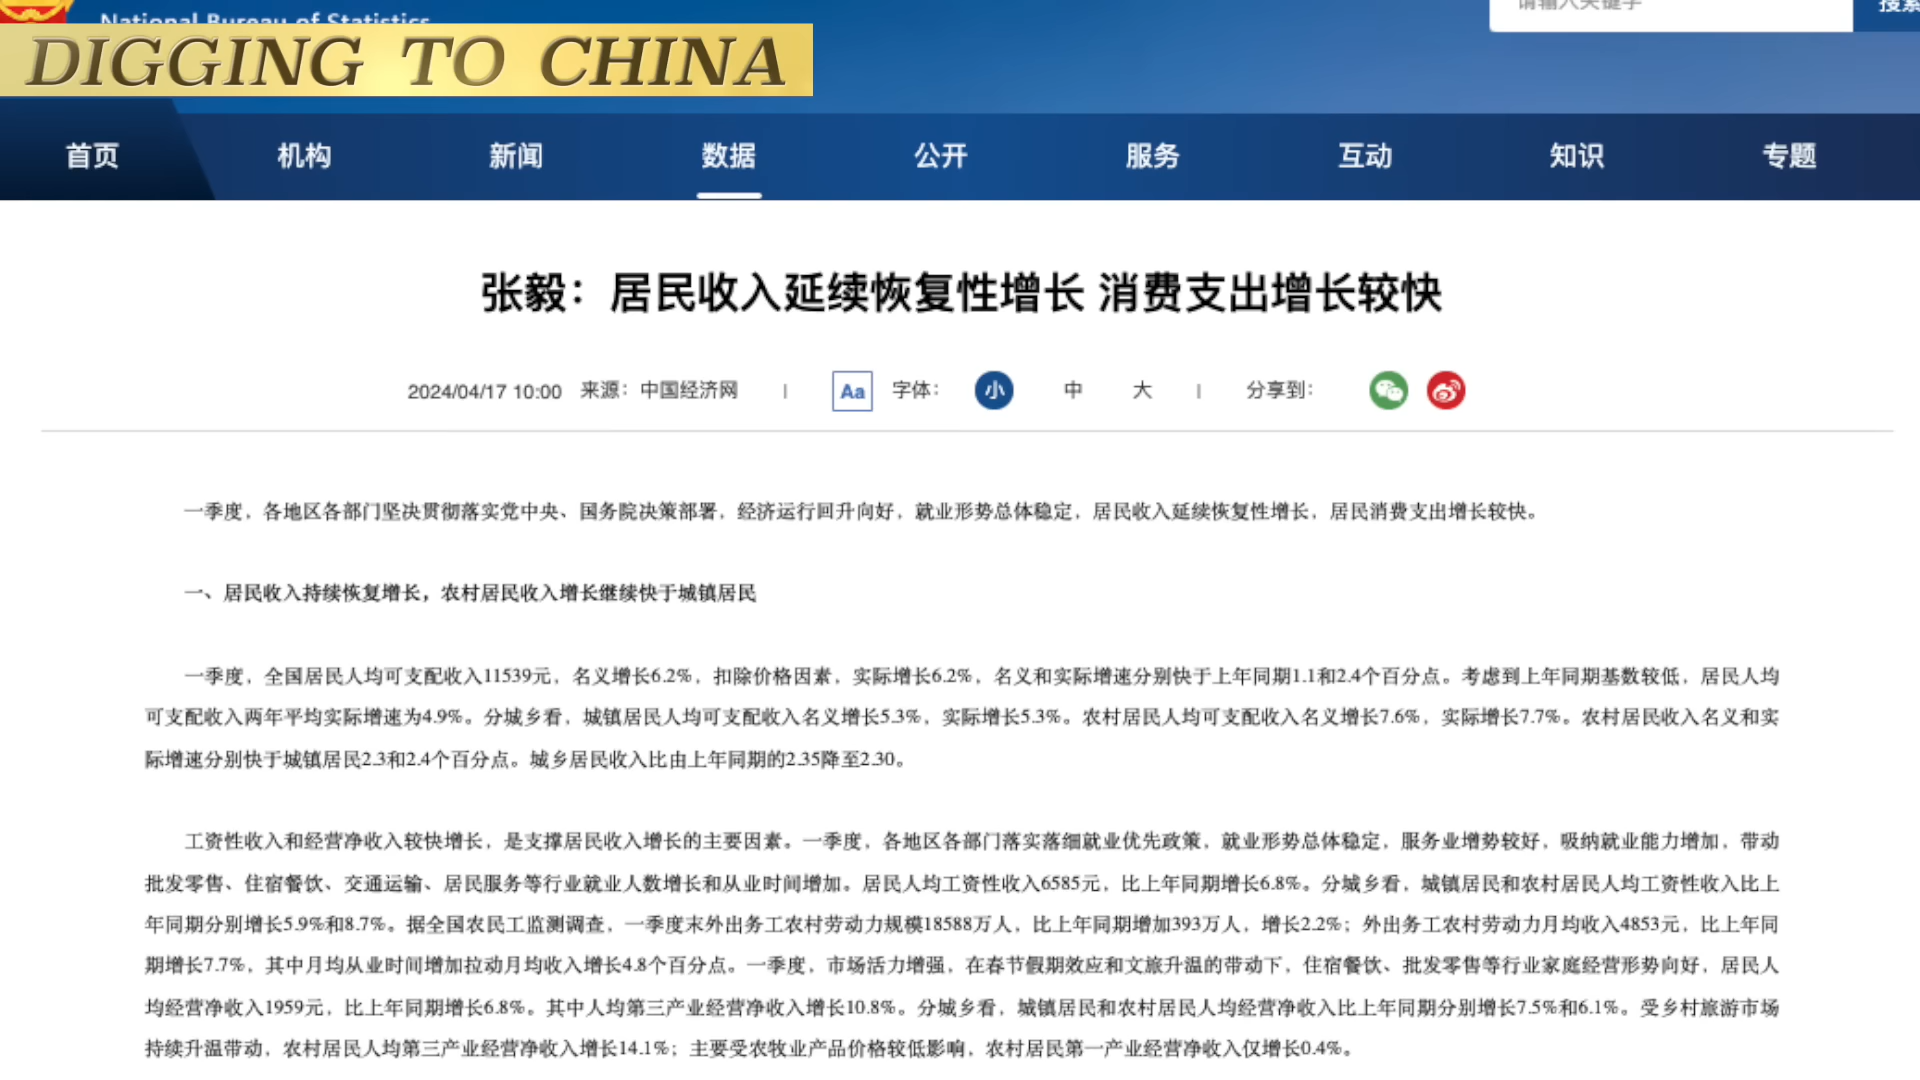 National Bureau of Statistics
请输入关键字
搜索
DIGGING TO CHINA
首页 机构 新闻 数据 公开 服务 互动 知识 专题
张毅：居民收入延续恢复性增长 消费支出增长较快
2024/04/17 10:00 来源：中国经济网 | Aa 字体： 小 中 大 | 分享到：
一季度，各地区各部门坚决贯彻落实党中央、国务院决策部署，经济运行回升向好，就业形势总体稳定，居民收入延续恢复性增长，居民消费支出增长较快。
一、居民收入持续恢复增长，农村居民收入增长继续快于城镇居民
一季度，全国居民人均可支配收入11539元，名义增长6.2%，扣除价格因素，实际增长6.2%，名义和实际增速分别快于上年同期1.1和2.4个百分点。考虑到上年同期基数较低，居民人均
可支配收入两年平均实际增速为4.9%。分城乡看，城镇居民人均可支配收入名义增长5.3%，实际增长5.3%。农村居民人均可支配收入名义增长7.6%，实际增长7.7%。农村居民收入名义和实
际增速分别快于城镇居民2.3和2.4个百分点。城乡居民收入比由上年同期的2.35降至2.30。
工资性收入和经营净收入较快增长，是支撑居民收入增长的主要因素。一季度，各地区各部门落实落细就业优先政策，就业形势总体稳定，服务业增势较好，吸纳就业能力增加，带动
批发零售、住宿餐饮、交通运输、居民服务等行业就业人数增长和从业时间增加。居民人均工资性收入6585元，比上年同期增长6.8%。分城乡看，城镇居民和农村居民人均工资性收入比上
年同期分别增长5.9%和8.7%。据全国农民工监测调查，一季度末外出务工农村劳动力规模18588万人，比上年同期增加393万人，增长2.2%；外出务工农村劳动力月均收入4853元，比上年同
期增长7.7%，其中月均从业时间增加拉动月均收入增长4.8个百分点。一季度，市场活力增强，在春节假期效应和文旅升温的带动下，住宿餐饮、批发零售等行业家庭经营形势向好，居民人
均经营净收入1959元，比上年同期增长6.8%。其中人均第三产业经营净收入增长10.8%。分城乡看，城镇居民和农村居民人均经营净收入比上年同期分别增长7.5%和6.1%。受乡村旅游市场
持续升温带动，农村居民人均第三产业经营净收入增长14.1%；主要受农牧业产品价格较低影响，农村居民第一产业经营净收入仅增长0.4%。